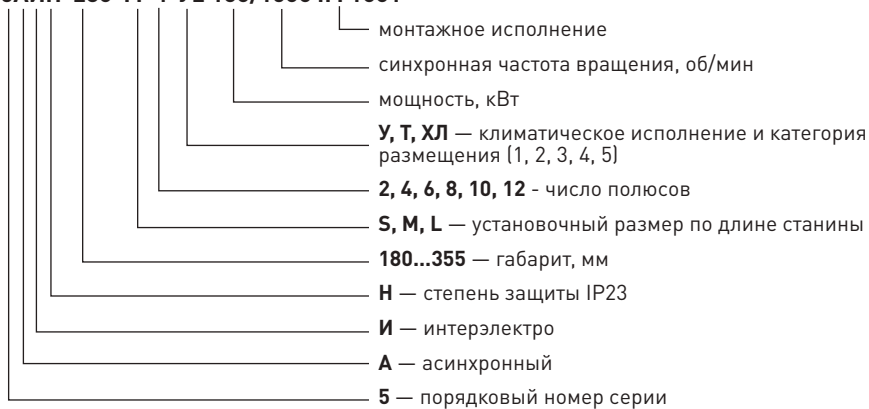 монтажное исполнение
синхронная частота вращения, об/мин
мощность, кВт
У, Т, ХЛ — климатическое исполнение и категория
размещения (1, 2, 3, 4, 5)
2, 4, 6, 8, 10, 12 - число полюсов
S, M, L — установочный размер по длине станины
180...355 — габарит, мм
Н — степень защиты IP23
И — интерэлектро
А — асинхронный
5 — порядковый номер серии